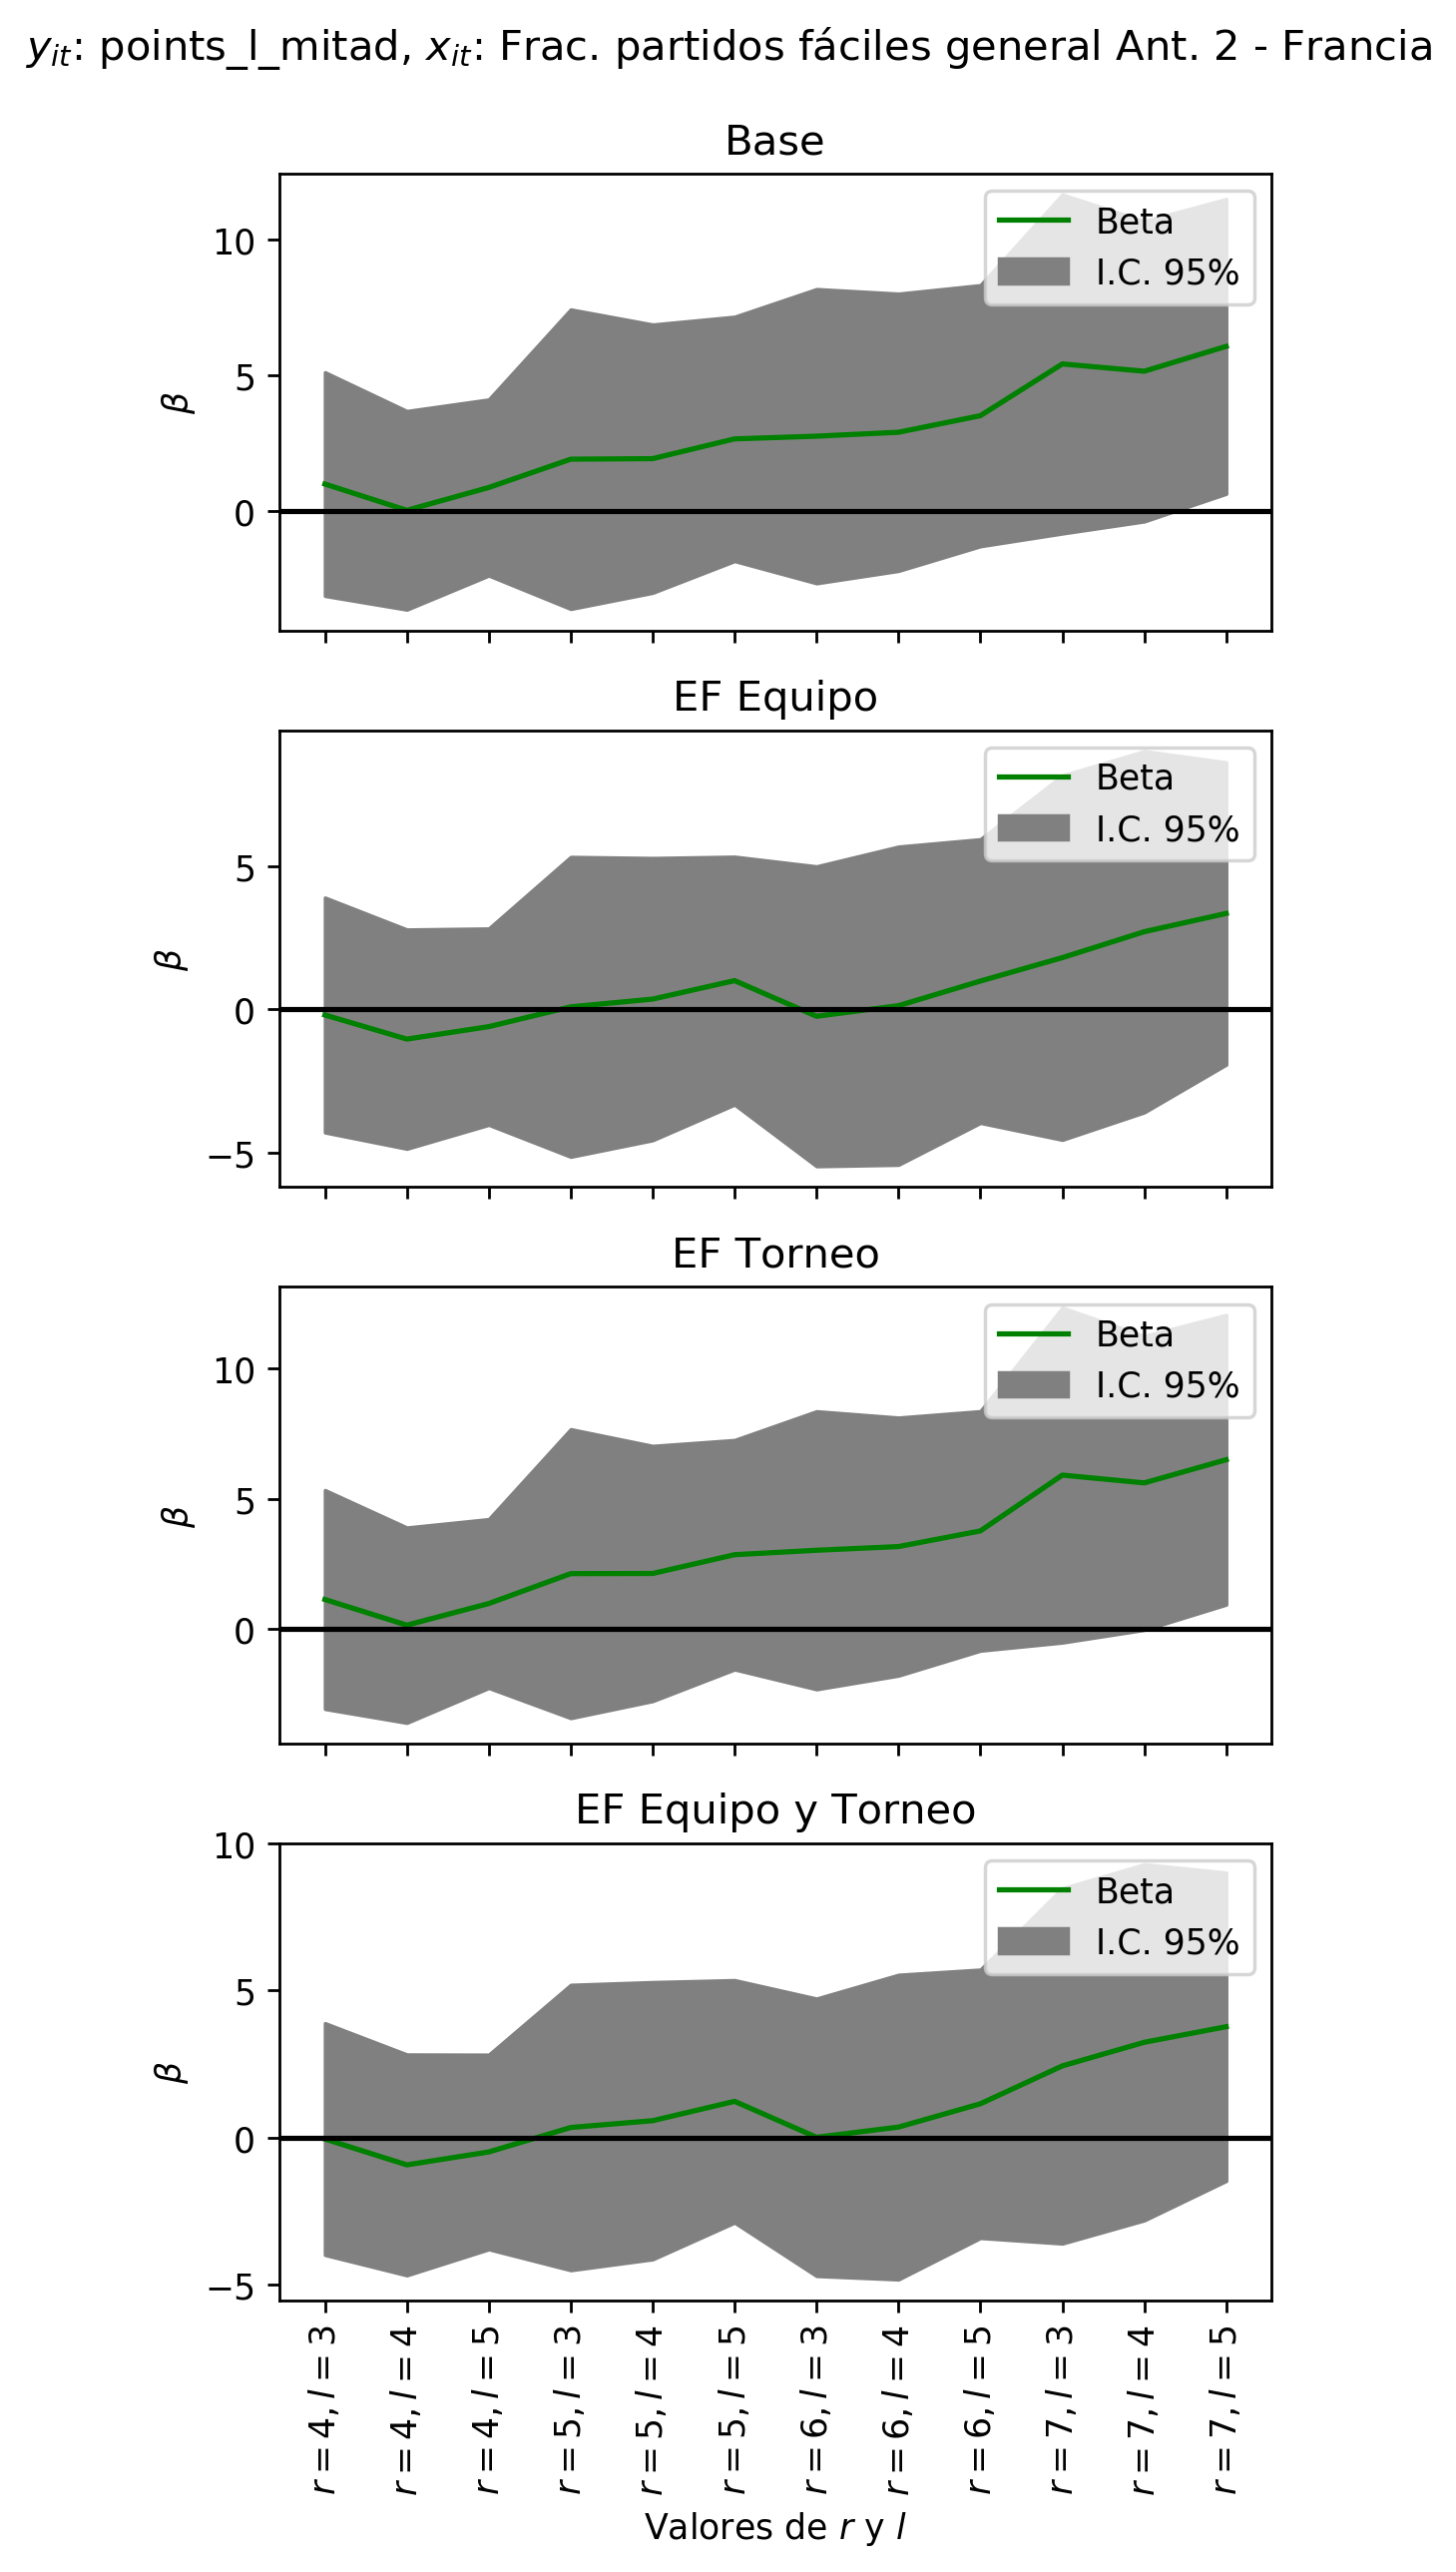 y_it: points_l_mitad, x_it: Frac. partidos fáciles general Ant. 2 - Francia
Base
10
5
0
β
Beta
I.C. 95%
EF Equipo
5
0
−5
β
Beta
I.C. 95%
EF Torneo
10
5
0
β
Beta
I.C. 95%
EF Equipo y Torneo
10
5
0
−5
β
Beta
I.C. 95%
r = 4, l = 3
r = 4, l = 4
r = 4, l = 5
r = 5, l = 3
r = 5, l = 4
r = 5, l = 5
r = 6, l = 3
r = 6, l = 4
r = 6, l = 5
r = 7, l = 3
r = 7, l = 4
r = 7, l = 5
Valores de r y l